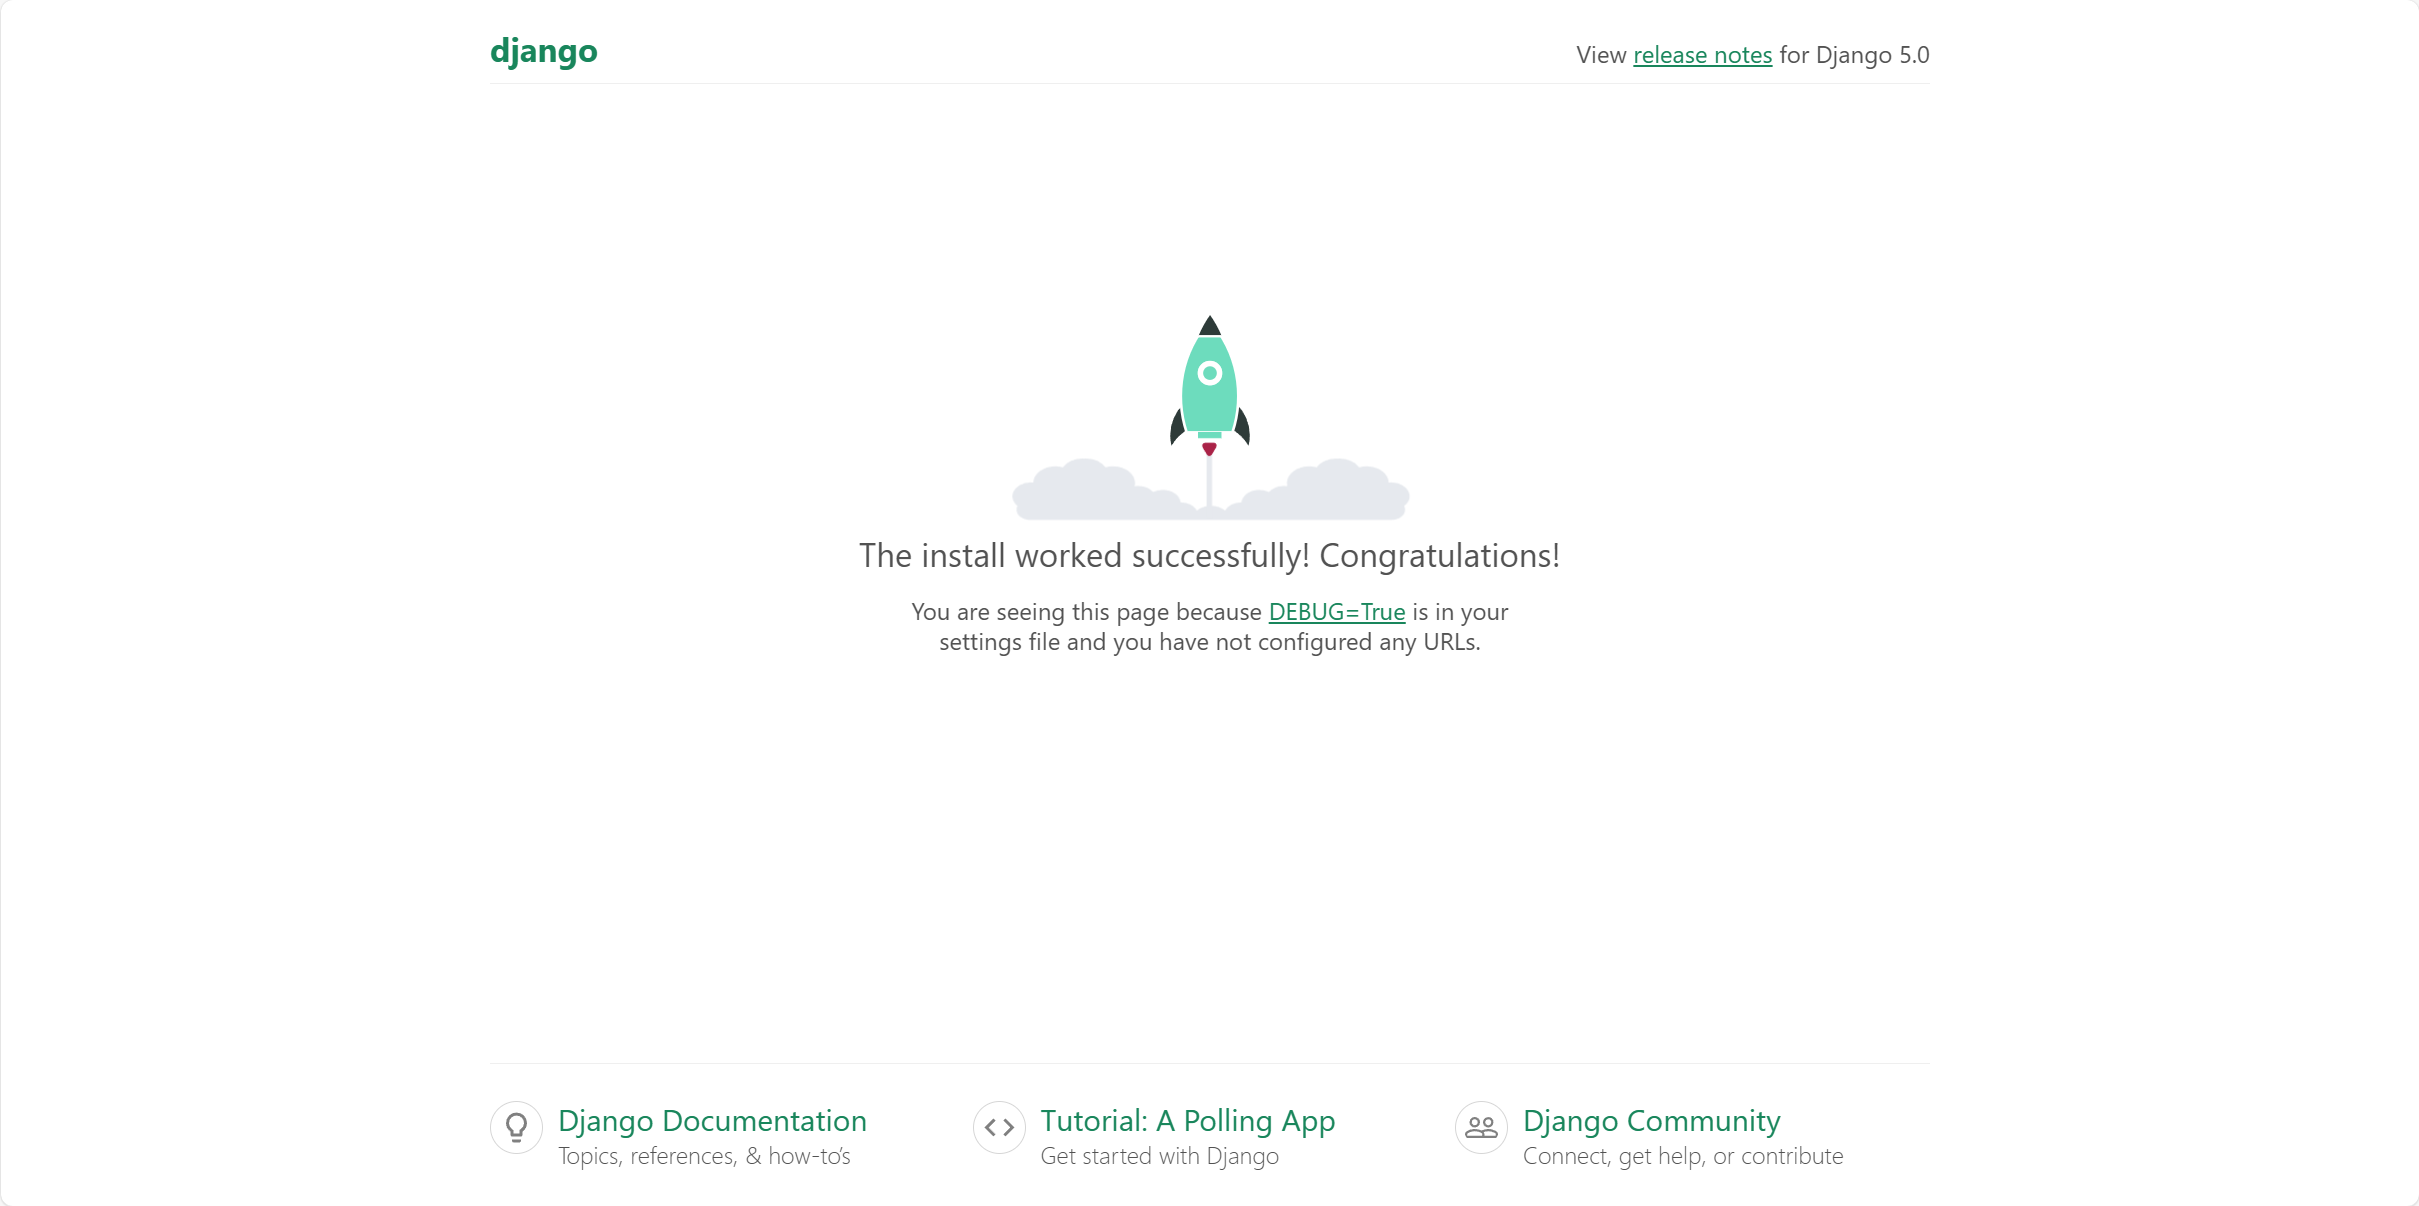 django
View release notes for Django 5.0
The install worked successfully! Congratulations!
You are seeing this page because DEBUG=True is in your
settings file and you have not configured any URLs.
Django Documentation
Topics, references, & how-to’s
Tutorial: A Polling App
Get started with Django
Django Community
Connect, get help, or contribute